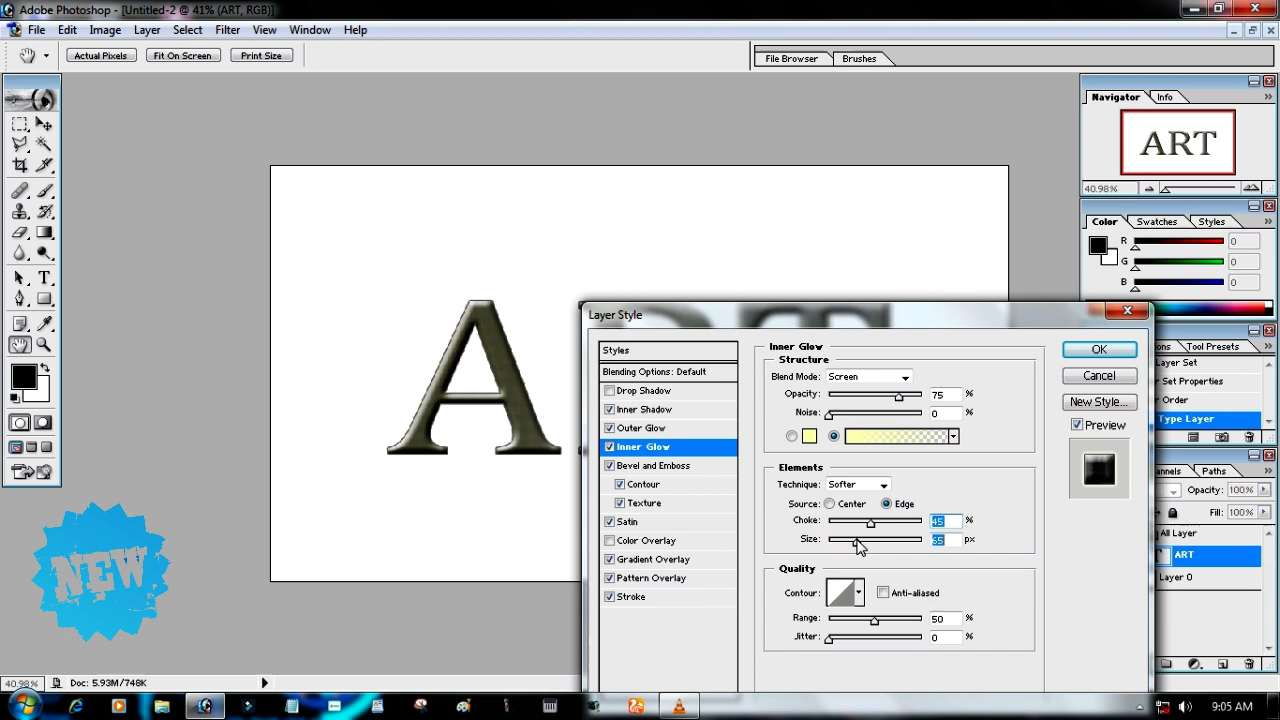 Adobe Photoshop - [Untitled-2 @ 41% (ART, RGB)]
File Edit Image Layer Select Filter View Window Help
Actual Pixels Fit On Screen Print Size File Browser Brushes
Navigator Info
ART
40.98%
Color Swatches Styles
R 0
G 0
B 0
A
Layer Style
Styles
Blending Options: Default
Drop Shadow
Inner Shadow
Outer Glow
Inner Glow
Bevel and Emboss
Contour
Texture
Satin
Color Overlay
Gradient Overlay
Pattern Overlay
Stroke
Inner Glow
Structure
Blend Mode: Screen
Opacity: 75 %
Noise: 0 %
Elements
Technique: Softer
Source: Center Edge
Choke: 45 %
Size: 65 px
Quality
Contour: Anti-aliased
Range: 50 %
Jitter: 0 %
OK
Cancel
New Style...
Preview
ons Tool Presets
ayer Set
r Set Properties
r Order
Type Layer
annels Paths
Opacity: 100%
Fill: 100%
All Layer
ART
Layer 0
NEW
40.98% Doc: 5.93M/748K
9:05 AM